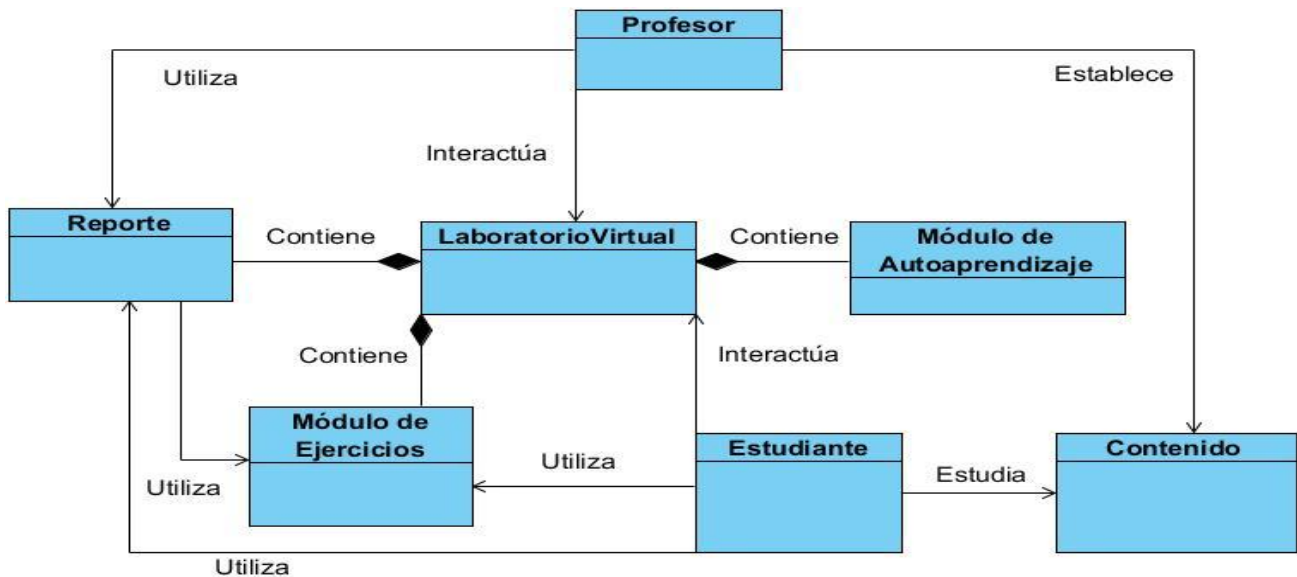 Profesor
Utiliza
Establece
Interactúa
Reporte
Contiene
LaboratorioVirtual
Contiene
Módulo de
Autoaprendizaje
Contiene
Interactúa
Módulo de
Ejercicios
Utiliza
Utiliza
Estudiante
Estudia
Contenido
Utiliza